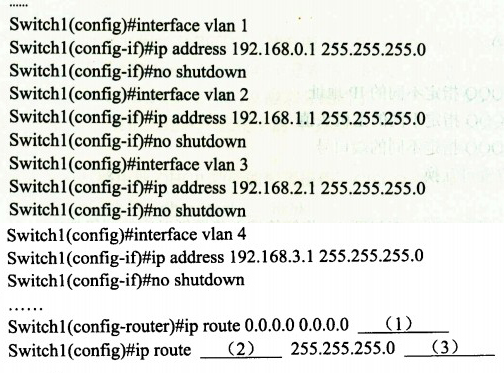 ......
Switch1(config)#interface vlan 1
Switch1(config-if)#ip address 192.168.0.1 255.255.255.0
Switch1(config-if)#no shutdown
Switch1(config)#interface vlan 2
Switch1(config-if)#ip address 192.168.1.1 255.255.255.0
Switch1(config-if)#no shutdown
Switch1(config)#interface vlan 3
Switch1(config-if)#ip address 192.168.2.1 255.255.255.0
Switch1(config-if)#no shutdown
Switch1(config)#interface vlan 4
Switch1(config-if)#ip address 192.168.3.1 255.255.255.0
Switch1(config-if)#no shutdown
......
Switch1(config-router)#ip route 0.0.0.0 0.0.0.0 （1）
Switch1(config)#ip route （2） 255.255.255.0 （3）